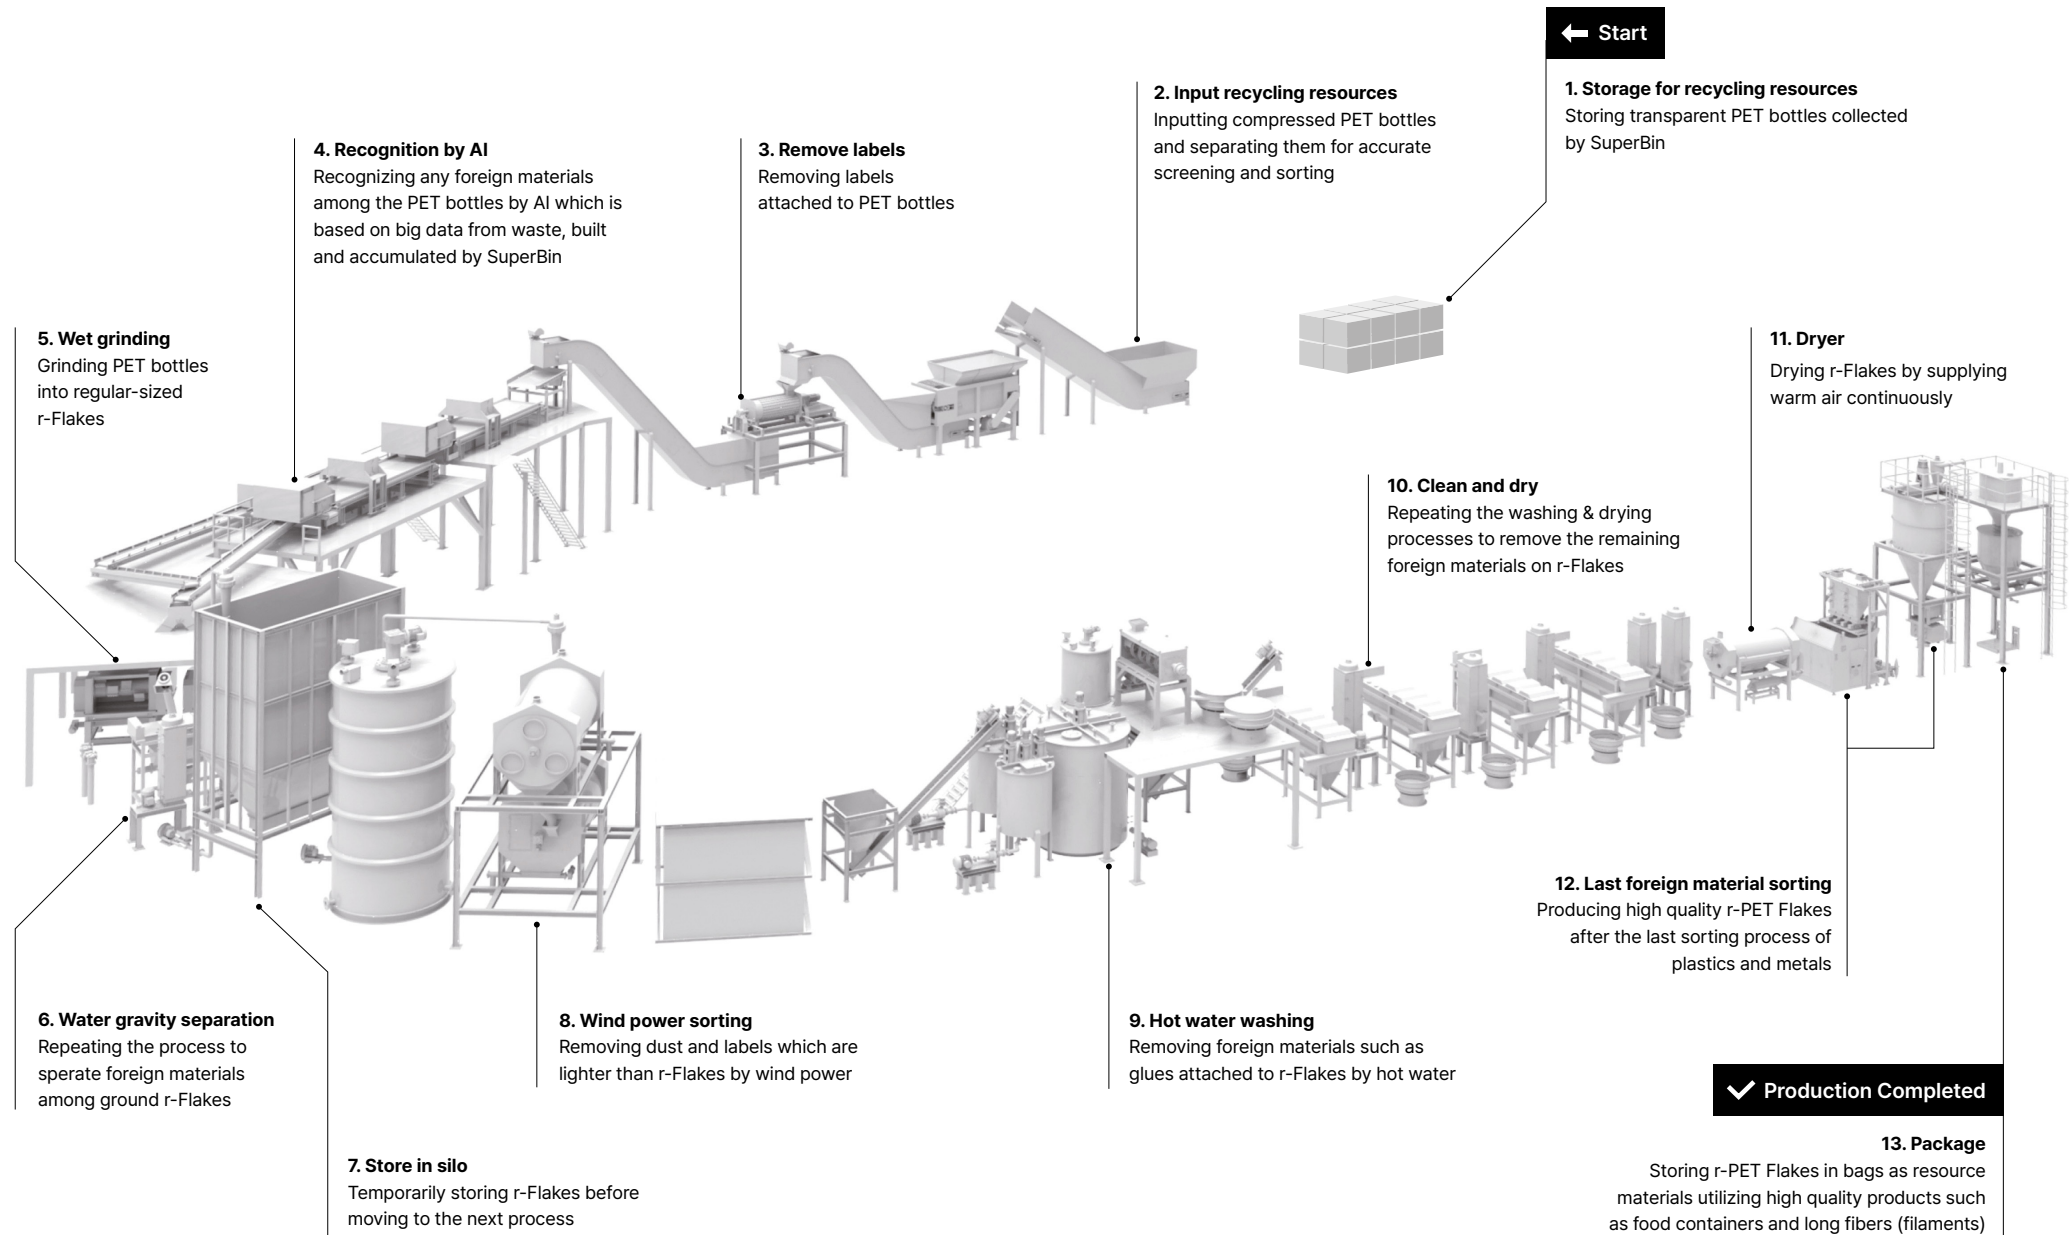 Start
1. Storage for recycling resources
Storing transparent PET bottles collected
by SuperBin
2. Input recycling resources
Inputting compressed PET bottles
and separating them for accurate
screening and sorting
3. Remove labels
Removing labels
attached to PET bottles
4. Recognition by AI
Recognizing any foreign materials
among the PET bottles by AI which is
based on big data from waste, built
and accumulated by SuperBin
5. Wet grinding
Grinding PET bottles
into regular-sized
r-Flakes
6. Water gravity separation
Repeating the process to
sperate foreign materials
among ground r-Flakes
7. Store in silo
Temporarily storing r-Flakes before
moving to the next process
8. Wind power sorting
Removing dust and labels which are
lighter than r-Flakes by wind power
9. Hot water washing
Removing foreign materials such as
glues attached to r-Flakes by hot water
10. Clean and dry
Repeating the washing & drying
processes to remove the remaining
foreign materials on r-Flakes
11. Dryer
Drying r-Flakes by supplying
warm air continuously
12. Last foreign material sorting
Producing high quality r-PET Flakes
after the last sorting process of
plastics and metals
Production Completed
13. Package
Storing r-PET Flakes in bags as resource
materials utilizing high quality products such
as food containers and long fibers (filaments)